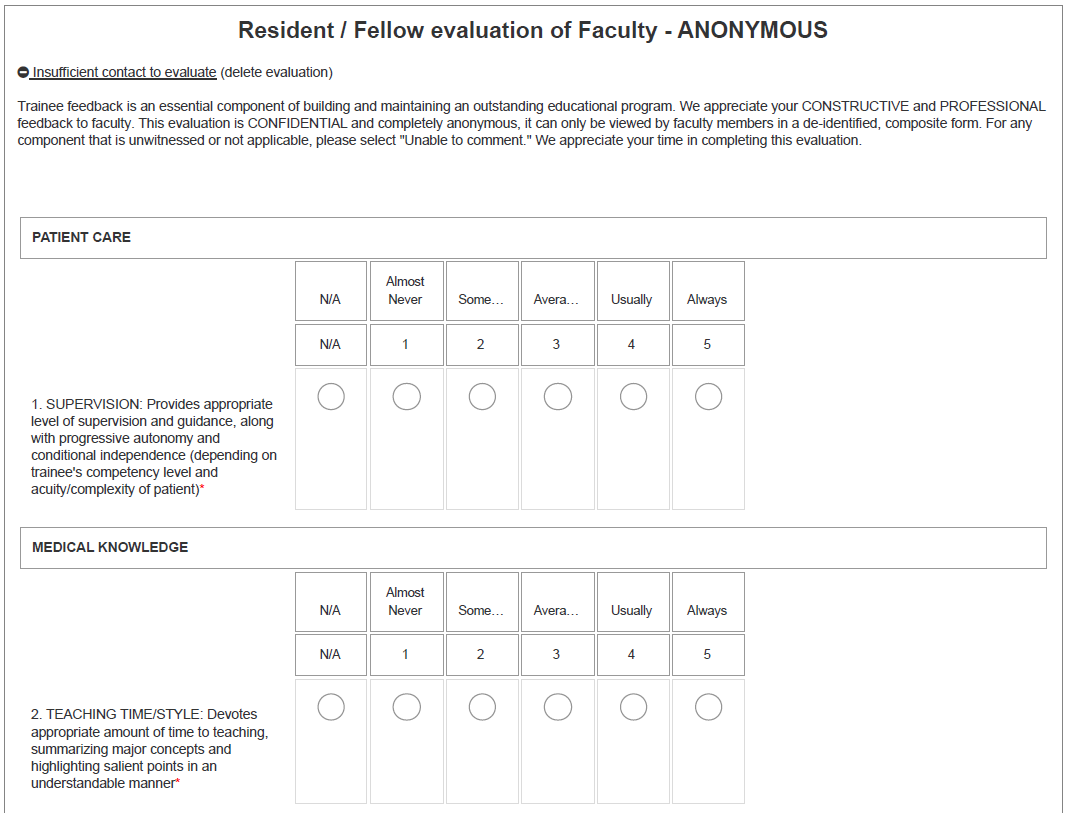 Resident / Fellow evaluation of Faculty - ANONYMOUS
Insufficient contact to evaluate (delete evaluation)
Trainee feedback is an essential component of building and maintaining an outstanding educational program. We appreciate your CONSTRUCTIVE and PROFESSIONAL
feedback to faculty. This evaluation is CONFIDENTIAL and completely anonymous, it can only be viewed by faculty members in a de-identified, composite form. For any
component that is unwitnessed or not applicable, please select "Unable to comment." We appreciate your time in completing this evaluation.
PATIENT CARE
N/A Almost Never Some... Avera... Usually Always
N/A 1 2 3 4 5
1. SUPERVISION: Provides appropriate
level of supervision and guidance, along
with progressive autonomy and
conditional independence (depending on
trainee's competency level and
acuity/complexity of patient)*
MEDICAL KNOWLEDGE
N/A Almost Never Some... Avera... Usually Always
N/A 1 2 3 4 5
2. TEACHING TIME/STYLE: Devotes
appropriate amount of time to teaching,
summarizing major concepts and
highlighting salient points in an
understandable manner*